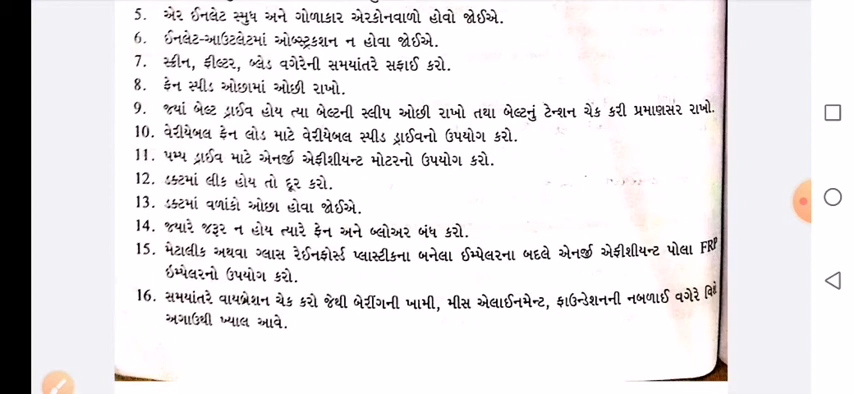 5. એર ઈનલેટ સ્મુધ અને ગોળાકાર એરકોનવાળો હોવો જોઈએ.
6. ઈનલેટ-આઉટલેટમાં ઓબ્સ્ટ્રકશન ન હોવા જોઈએ.
7. સ્ક્રીન, ફીલ્ટર, બ્લેડ વગેરેની સમયાંતરે સફાઈ કરો.
8. ફેન સ્પીડ ઓછામાં ઓછી રાખો.
9. જ્યાં બેલ્ટ ડ્રાઈવ હોય ત્યા બેલ્ટની સ્લીપ ઓછી રાખો તથા બેલ્ટનું ટેન્શન ચેક કરી પ્રમાણસર રાખો.
10. વેરીયેબલ ફેન લોડ માટે વેરીયેબલ સ્પીડ ડ્રાઈવનો ઉપયોગ કરો.
11. પમ્પ ડ્રાઈવ માટે એનર્જી એફીશીયન્ટ મોટરનો ઉપયોગ કરો.
12. ડક્ટમાં લીક હોય તો દૂર કરો.
13. ડક્ટમાં વળાંકો ઓછા હોવા જોઈએ.
14. જ્યારે જરૂર ન હોય ત્યારે ફેન અને બ્લોઅર બંધ કરો.
15. મેટાલીક અથવા ગ્લાસ રેઈનફોર્સ્ડ પ્લાસ્ટીકના બનેલા ઈમ્પેલરના બદલે એનર્જી એફીશીયન્ટ પોલા FRP
ઇમ્પેલરનો ઉપયોગ કરો.
16. સમયાંતરે વાયબ્રેશન ચેક કરો જેથી બેરીંગની ખામી, મીસ એલાઈનમેન્ટ, ફાઉન્ડેશનની નબળાઈ વગેરે વિશે
અગાઉથી ખ્યાલ આવે.